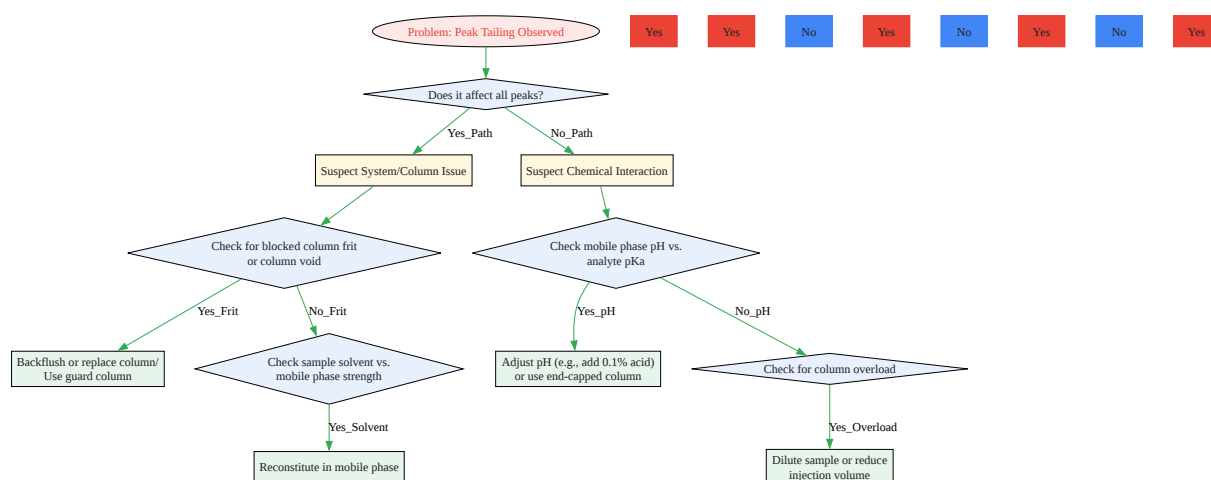 Problem: Peak Tailing Observed
Yes
Yes
No
Yes
No
Yes
No
Yes
Does it affect all peaks?
Yes_Path
No_Path
Suspect System/Column Issue
Suspect Chemical Interaction
Check for blocked column frit
or column void
Check mobile phase pH vs.
analyte pKa
Yes_Frit
No_Frit
Yes_pH
No_pH
Backflush or replace column/
Use guard column
Check sample solvent vs.
mobile phase strength
Adjust pH (e.g., add 0.1% acid)
or use end-capped column
Check for column overload
Yes_Solvent
Yes_Overload
Reconstitute in mobile phase
Dilute sample or reduce
injection volume